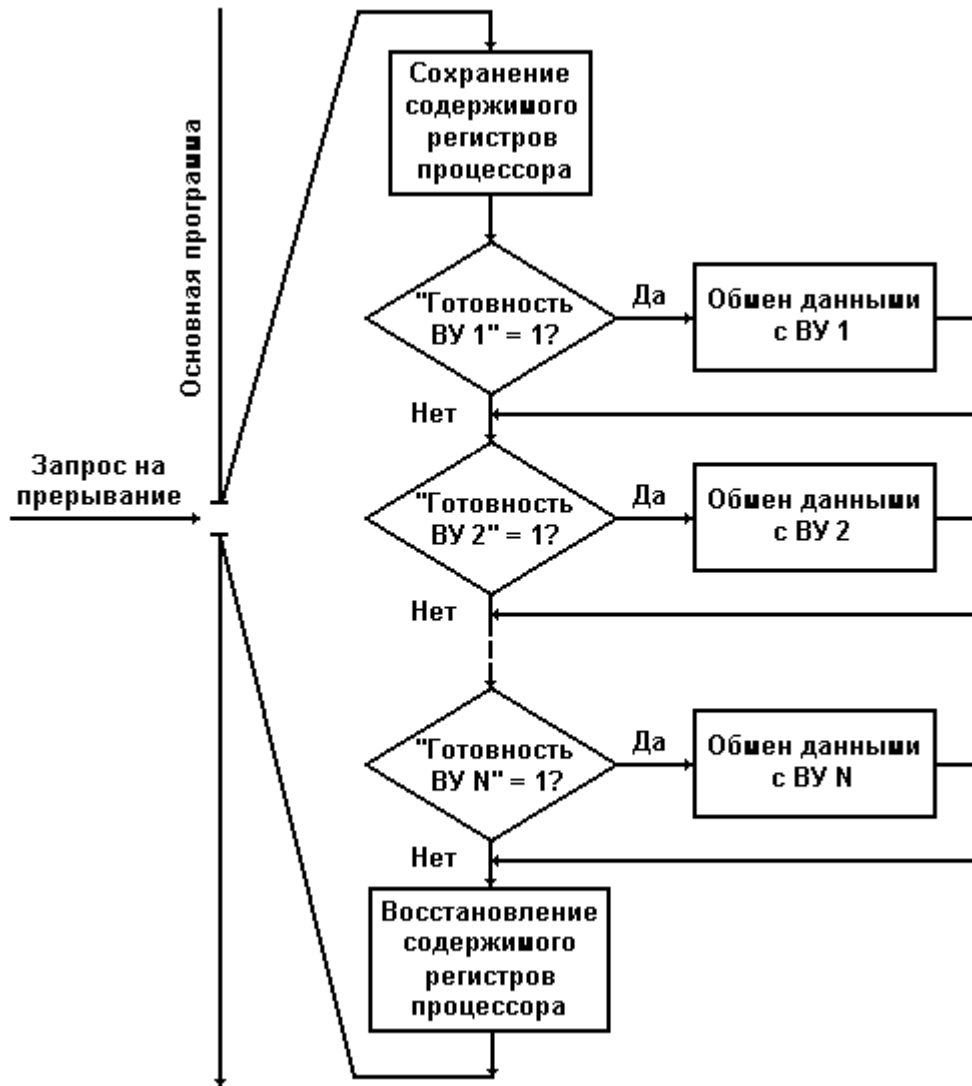 Сохранение
содержимого
регистров
процессора
Основная программа
"Готовность
ВУ 1" = 1?
Да
Обмен данными
с ВУ 1
Нет
Запрос на
прерывание
"Готовность
ВУ 2" = 1?
Да
Обмен данными
с ВУ 2
Нет
"Готовность
ВУ N" = 1?
Да
Обмен данными
с ВУ N
Нет
Восстановление
содержимого
регистров
процессора